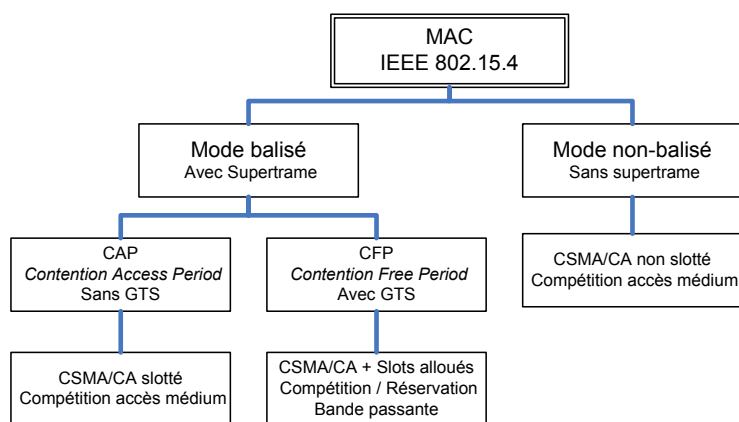 MAC
IEEE 802.15.4
Mode balisé
Avec Supertrame
Mode non-balisé
Sans supertrame
CAP
Contention Access Period
Sans GTS
CFP
Contention Free Period
Avec GTS
CSMA/CA non slotté
Compétition accès médium
CSMA/CA slotté
Compétition accès médium
CSMA/CA + Slots alloués
Compétition / Réservation
Bande passante